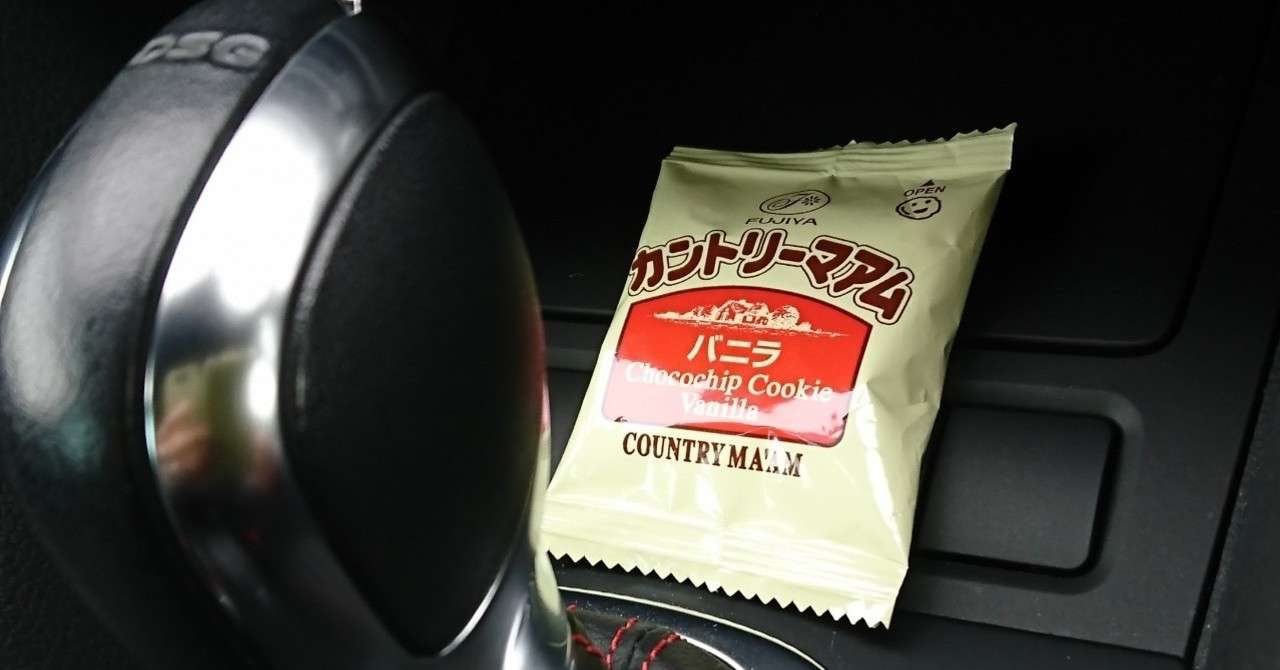 DSG
OPEN
FUJIYA
カントリーマアム
バニラ
Chocochip Cookie
Vanilla
COUNTRY MA'AM